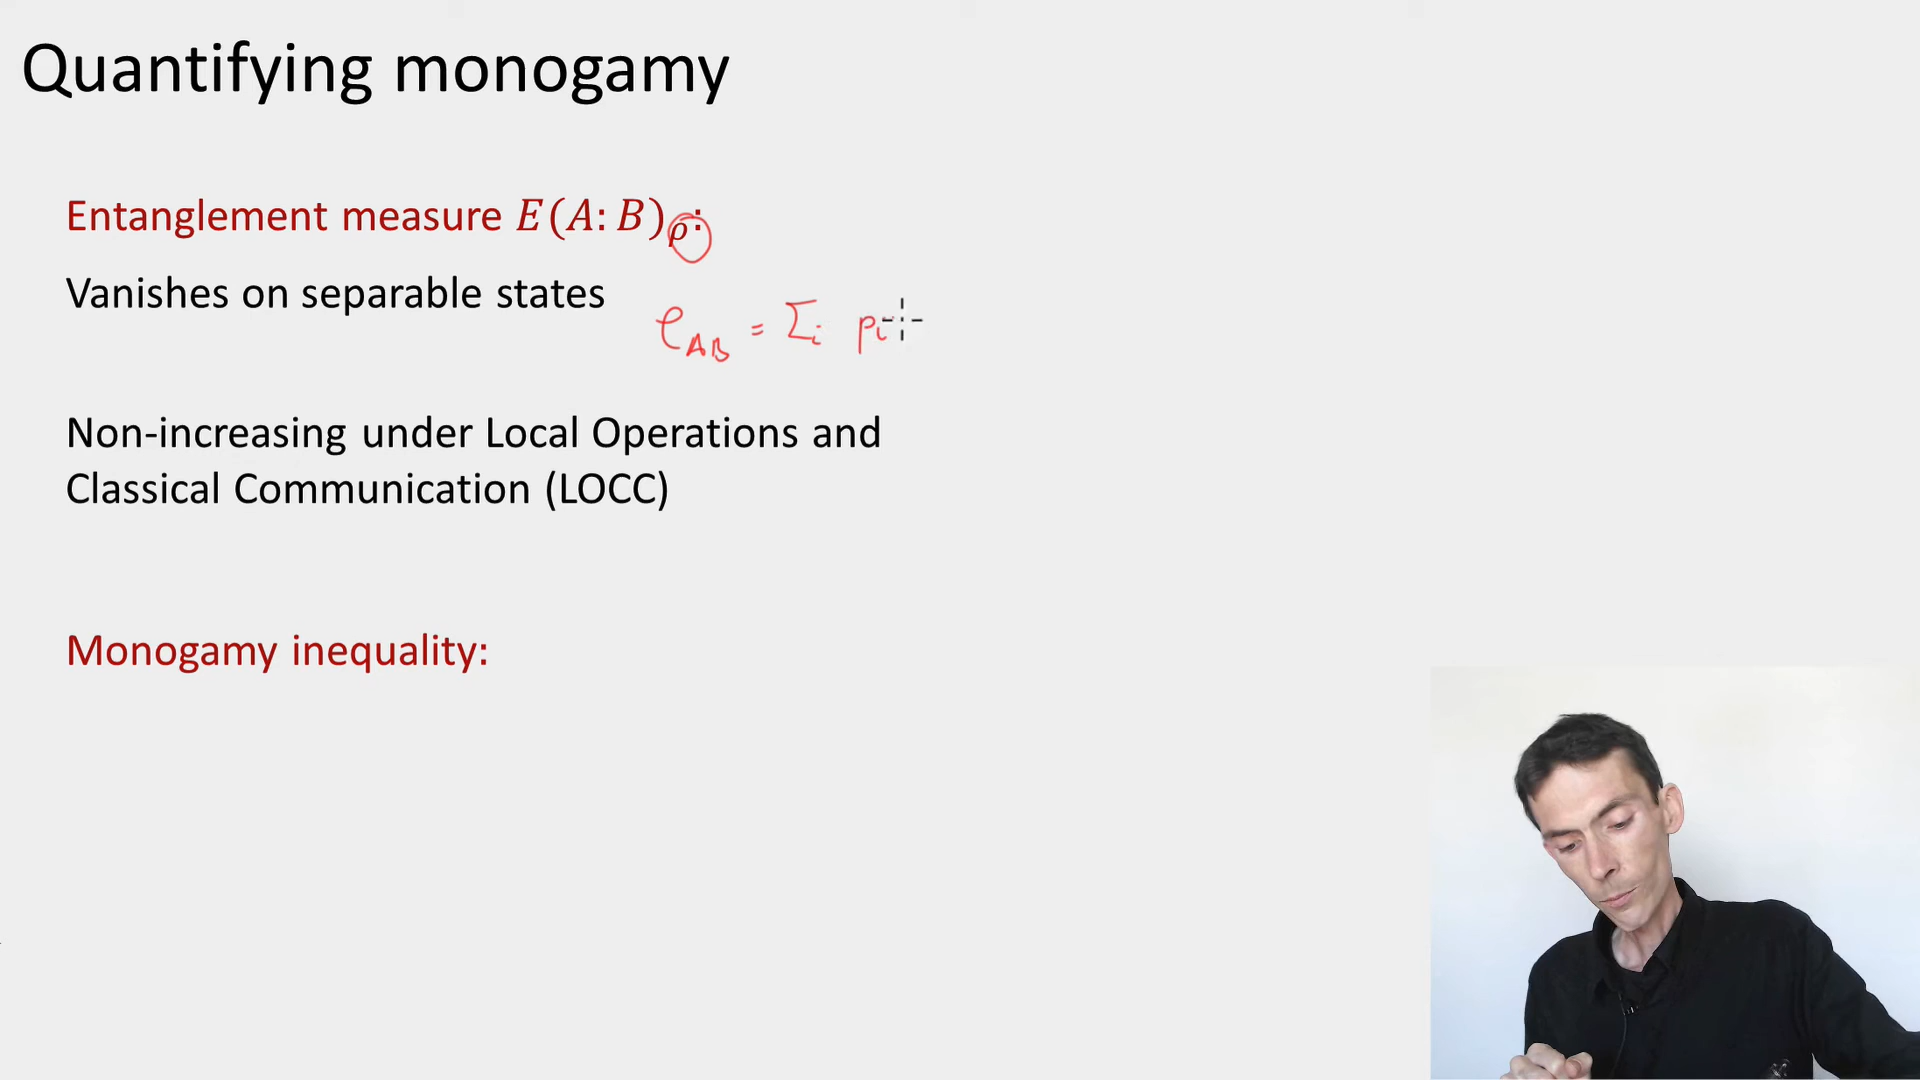 Quantifying monogamy
Entanglement measure E(A:B)ρ:
Vanishes on separable states
ρAB = Σi pi
Non-increasing under Local Operations and
Classical Communication (LOCC)
Monogamy inequality: